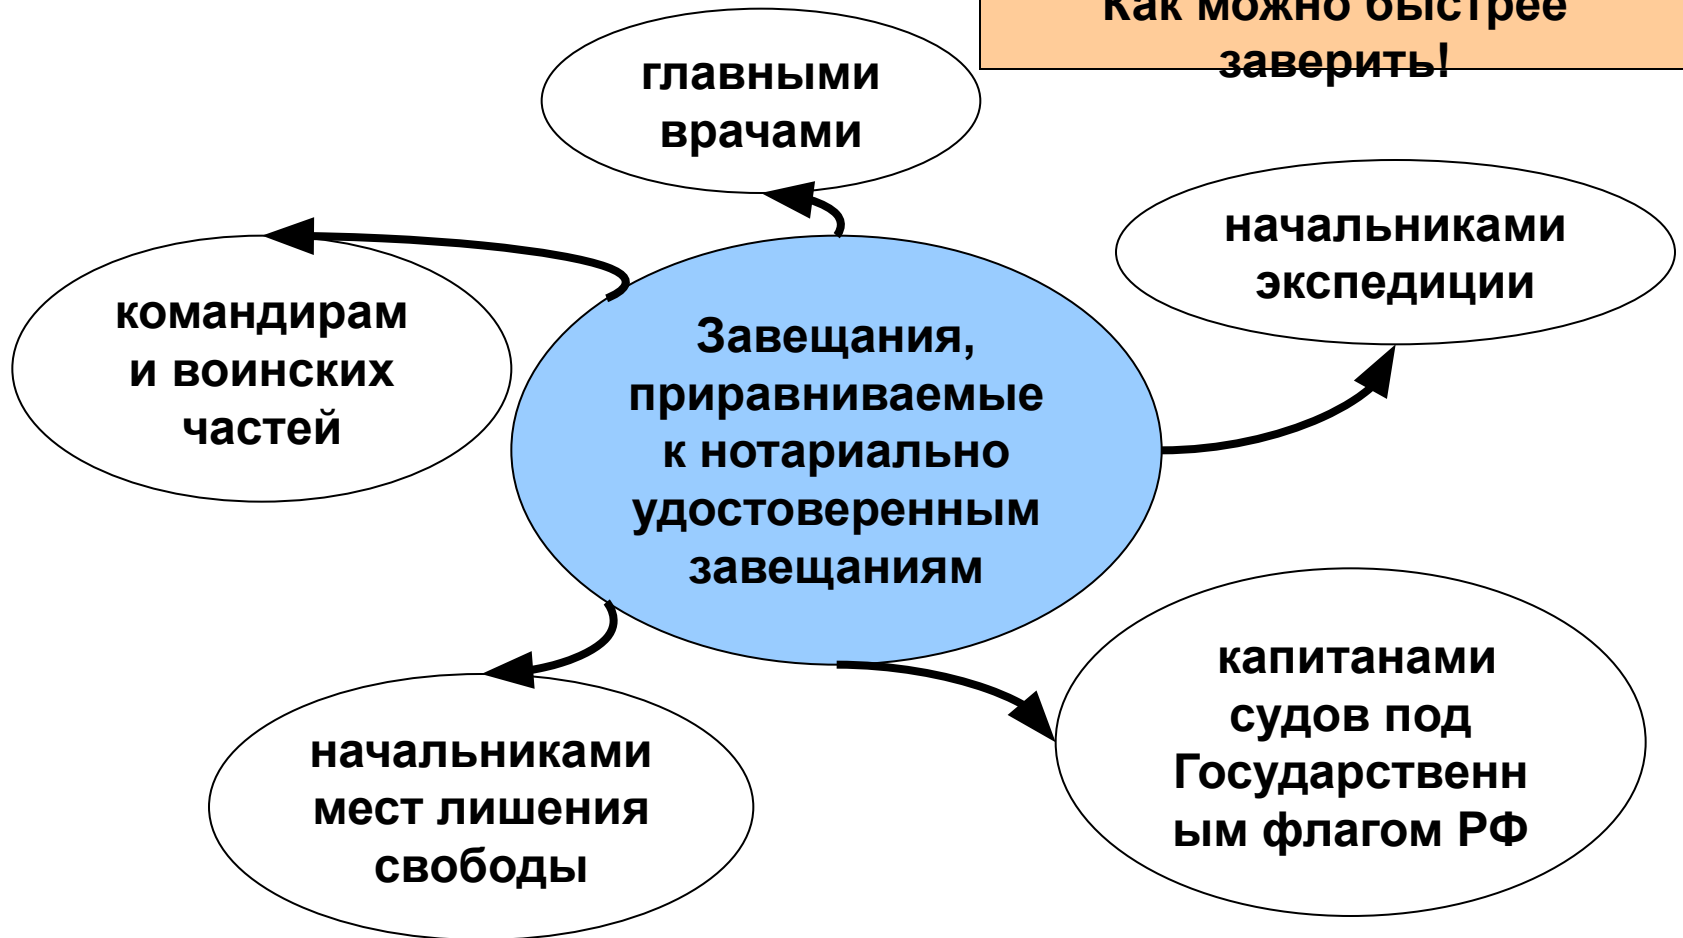 Как можно быстрее
заверить!
главными
врачами
начальниками
экспедиции
командирам
и воинских
частей
Завещания,
приравниваемые
к нотариально
удостоверенным
завещаниям
капитанами
судов под
Государственн
ым флагом РФ
начальниками
мест лишения
свободы